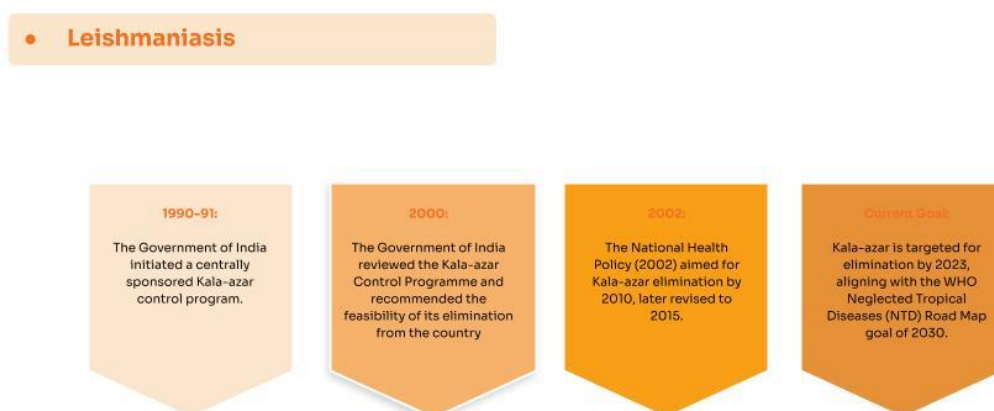 • Leishmaniasis
1990-91:
The Government of India
initiated a centrally
sponsored Kala-azar
control program.
2000:
The Government of India
reviewed the Kala-azar
Control Programme and
recommended the
feasibility of its elimination
from the country
2002:
The National Health
Policy (2002) aimed for
Kala-azar elimination by
2010, later revised to
2015.
Current Goal:
Kala-azar is targeted for
elimination by 2023,
aligning with the WHO
Neglected Tropical
Diseases (NTD) Road Map
goal of 2030.